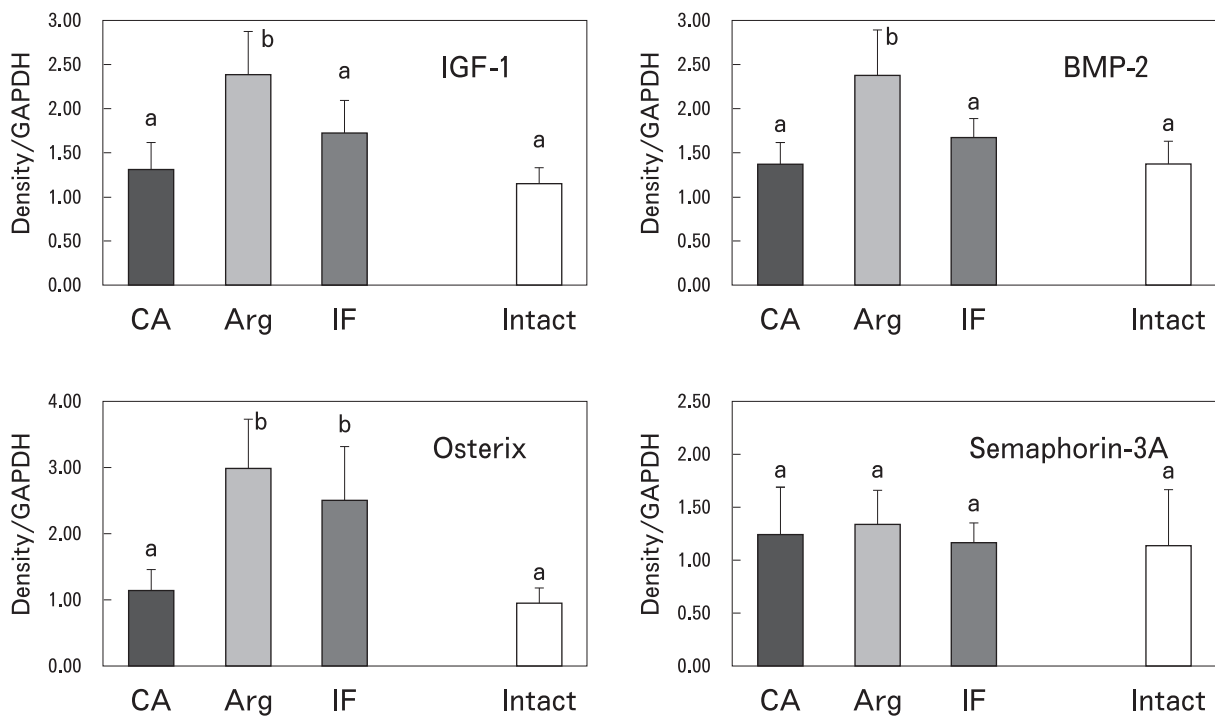 3.00
2.50
2.00
1.50
1.00
0.50
0.00
Density/GAPDH
IGF-1
a
b
a
a
CA Arg IF Intact
3.00
2.50
2.00
1.50
1.00
0.50
0.00
Density/GAPDH
BMP-2
a
b
a
a
CA Arg IF Intact
4.00
3.00
2.00
1.00
0.00
Density/GAPDH
Osterix
a
b
b
a
CA Arg IF Intact
2.50
2.00
1.50
1.00
0.50
0.00
Density/GAPDH
Semaphorin-3A
a
a
a
a
CA Arg IF Intact